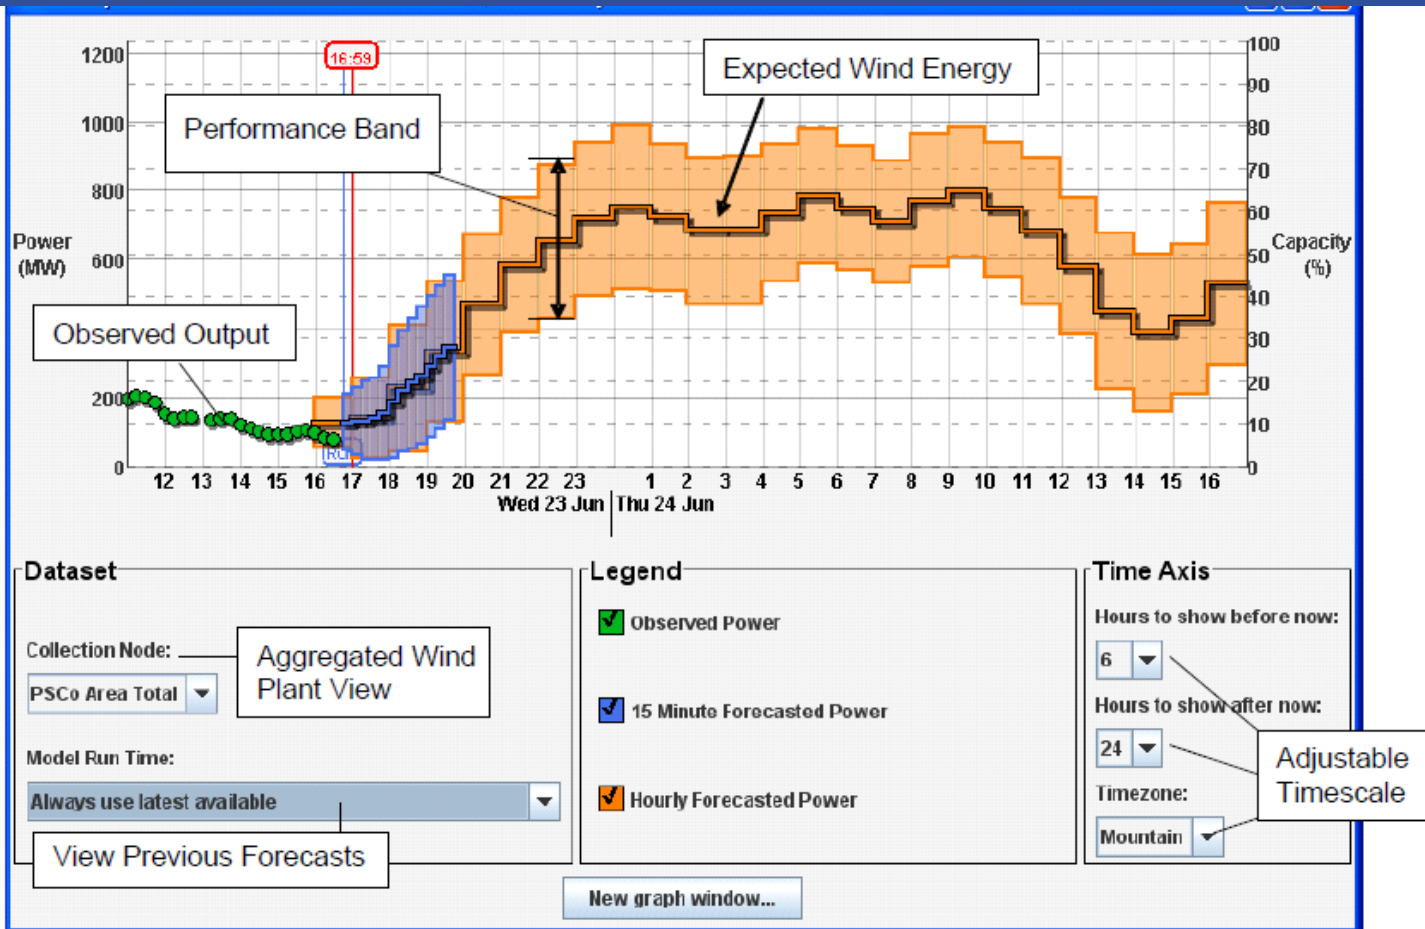 1200
1000
800
600
200
0
Power
(MW)
16:59
Performance Band
Expected Wind Energy
Observed Output
100
90
80
70
60
50
40
30
20
10
0
Capacity
(%)
12 13 14 15 16 17 18 19 20 21 22 23 1 2 3 4 5 6 7 8 9 10 11 12 13 14 15 16
Wed 23 Jun Thu 24 Jun
Dataset
Collection Node:
PSCo Area Total
Aggregated Wind
Plant View
Model Run Time:
Always use latest available
View Previous Forecasts
Legend
Observed Power
15 Minute Forecasted Power
Hourly Forecasted Power
Time Axis
Hours to show before now:
6
Hours to show after now:
24
Timezone:
Mountain
Adjustable
Timescale
New graph window...